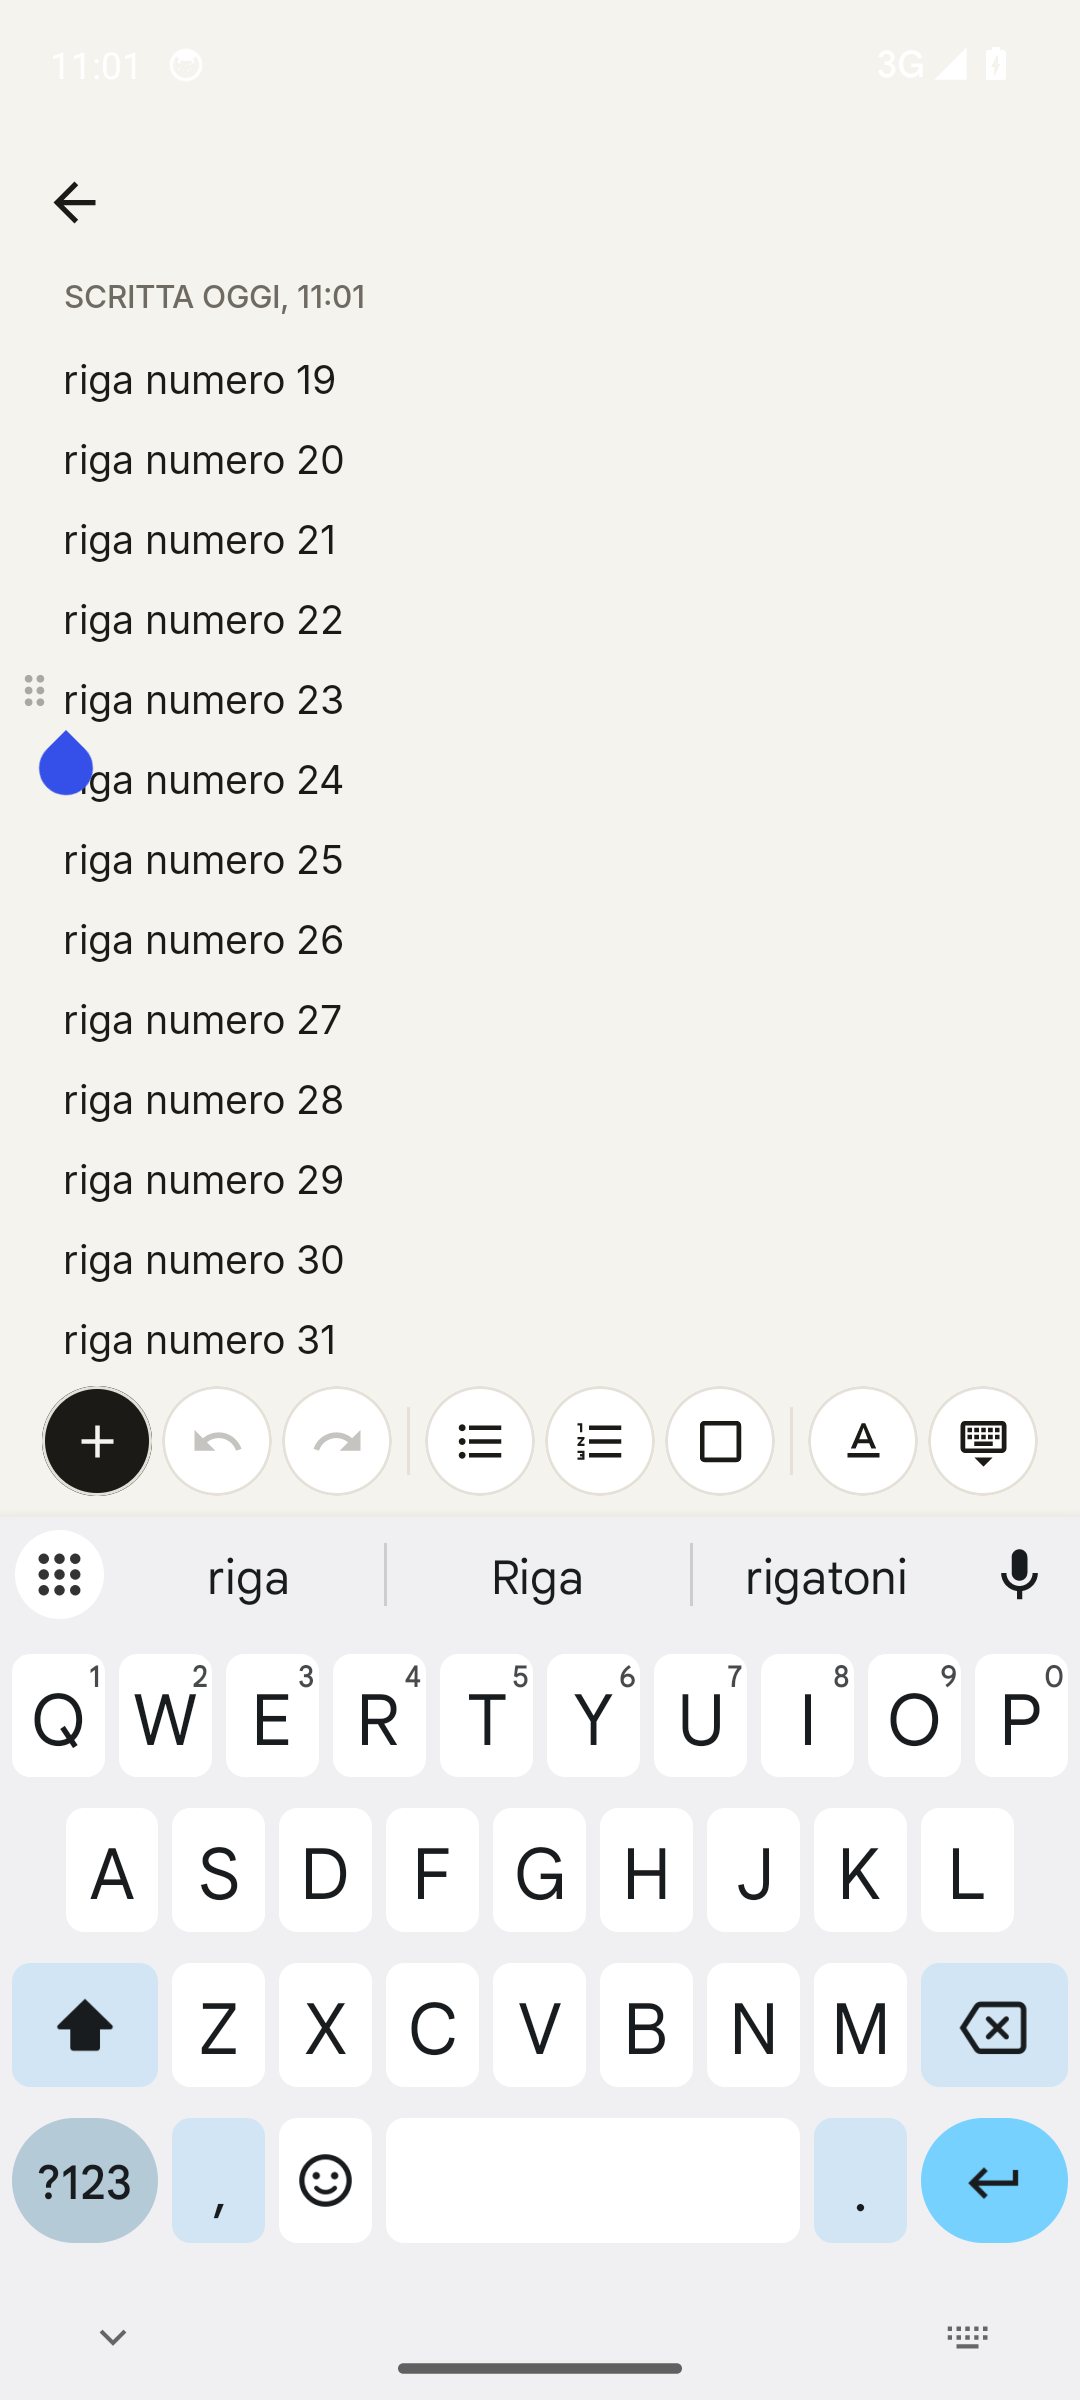 11:01
3G
SCRITTA OGGI, 11:01
riga numero 19
riga numero 20
riga numero 21
riga numero 22
riga numero 23
riga numero 24
riga numero 25
riga numero 26
riga numero 27
riga numero 28
riga numero 29
riga numero 30
riga numero 31
riga Riga rigatoni
Q1 W2 E3 R4 T5 Y6 U7 I8 O9 P0
A S D F G H J K L
Z X C V B N M
?123 , .